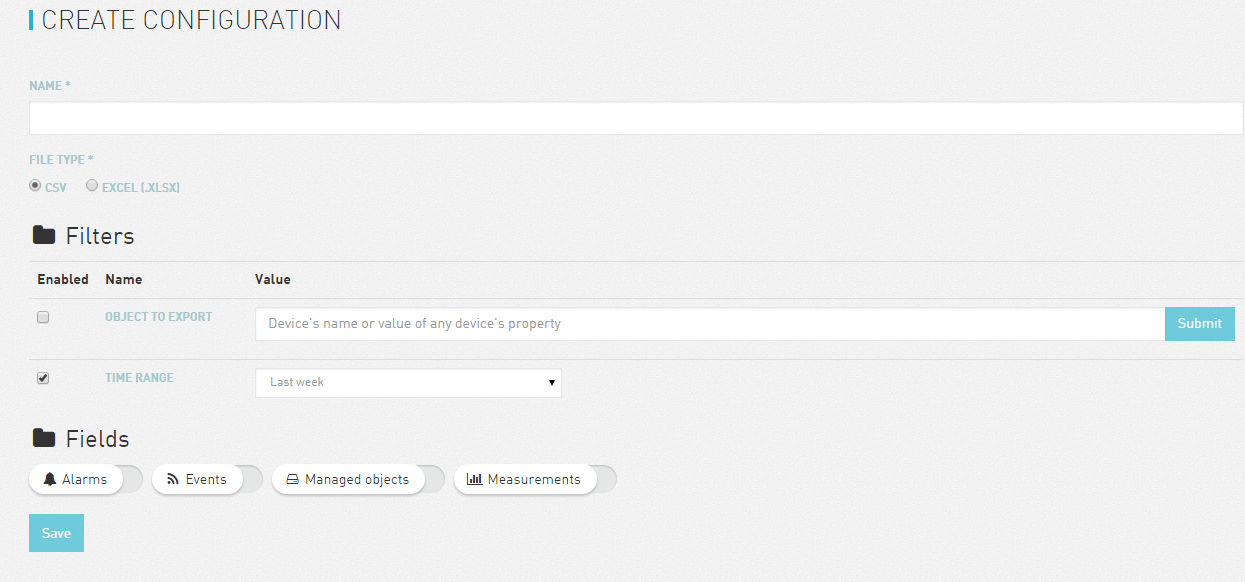 CREATE CONFIGURATION
NAME *
FILE TYPE *
CSV EXCEL (.XLSX)
Filters
Enabled Name Value
OBJECT TO EXPORT Device's name or value of any device's property Submit
TIME RANGE Last week
Fields
Alarms Events Managed objects Measurements
Save